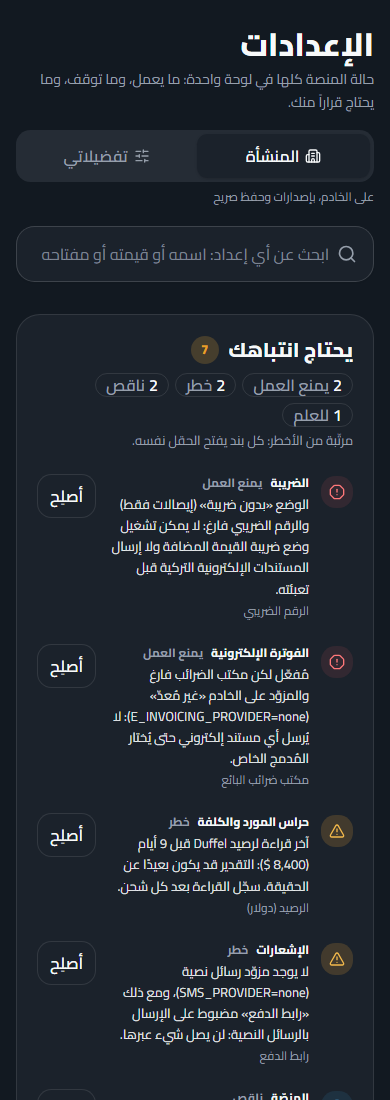 الإعدادات
حالة المنصة كلها في لوحة واحدة: ما يعمل، وما توقف، وما
يحتاج قراراً منك.
المنشأة
تفضيلاتي
على الخادم، بإصدارات وحفظ صريح
ابحث عن أي إعداد: اسمه أو قيمته أو مفتاحه
يحتاج انتباهك 7
2 يمنع العمل 2 خطر 2 ناقص
1 للعلم
مرتّبة من الأخطر: كل بند يفتح الحقل نفسه.
الضريبة يمنع العمل
أصلِح
الوضع «بدون ضريبة» (إيصالات فقط)
والرقم الضريبي فارغ: لا يمكن تشغيل
وضع ضريبة القيمة المضافة ولا إرسال
المستندات الإلكترونية التركية قبل
تعبئته.
الرقم الضريبي
الفوترة الإلكترونية يمنع العمل
أصلِح
مُفعّل لكن مكتب الضرائب فارغ
والمزوّد على الخادم «غير مُعدّ»
(E_INVOICING_PROVIDER=none): لا
يُرسل أي مستند إلكتروني حتى يُختار
المُدمج الخاص.
مكتب ضرائب البائع
حراس المورد والكلفة خطر
أصلِح
آخر قراءة لرصيد Duffel قبل 9 أيام
(8,400 $): التقدير قد يكون بعيدًا عن
الحقيقة. سجّل القراءة بعد كل شحن.
الرصيد (دولار)
الإشعارات خطر
أصلِح
لا يوجد مزوّد رسائل نصية
(SMS_PROVIDER=none)، ومع ذلك
«رابط الدفع» مضبوط على الإرسال
بالرسائل النصية: لن يصل شيء عبرها.
رابط الدفع
المنصّة ناقص